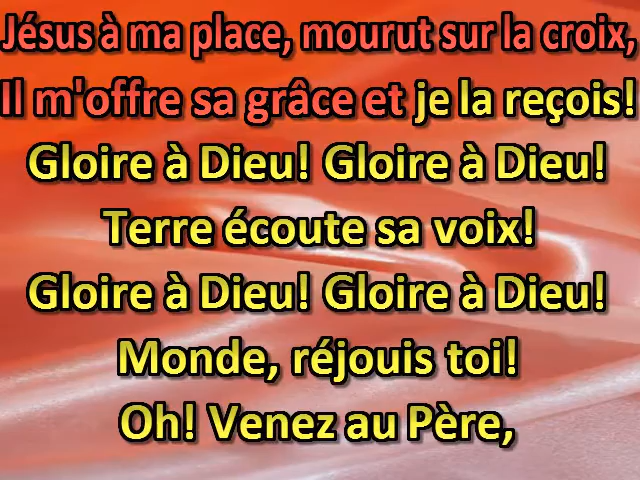 Jésus à ma place, mourut sur la croix,
Il m'offre sa grâce et je la reçois!
Gloire à Dieu! Gloire à Dieu!
Terre écoute sa voix!
Gloire à Dieu! Gloire à Dieu!
Monde, réjouis toi!
Oh! Venez au Père,